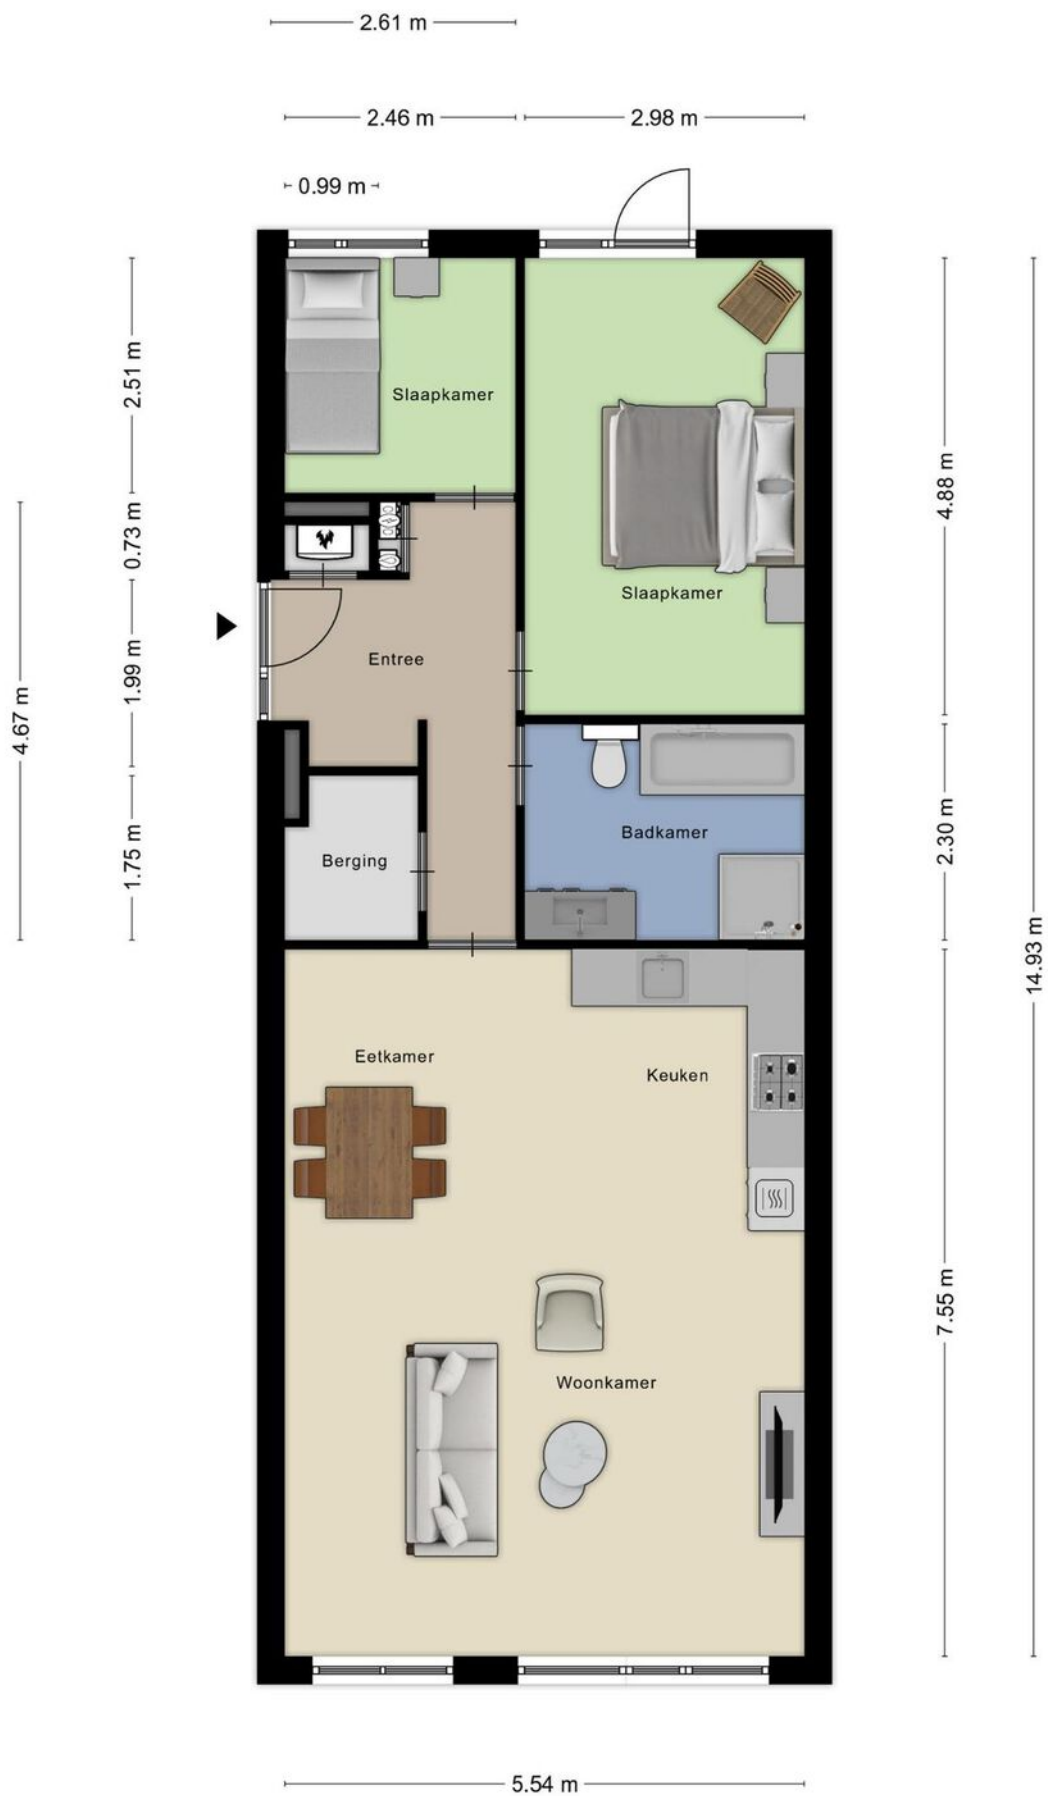 2.61 m
2.46 m
2.98 m
0.99 m
2.51 m
0.73 m
1.99 m
1.75 m
4.67 m
4.88 m
2.30 m
7.55 m
14.93 m
Slaapkamer
Slaapkamer
Entree
Badkamer
Berging
Eetkamer
Keuken
Woonkamer
5.54 m